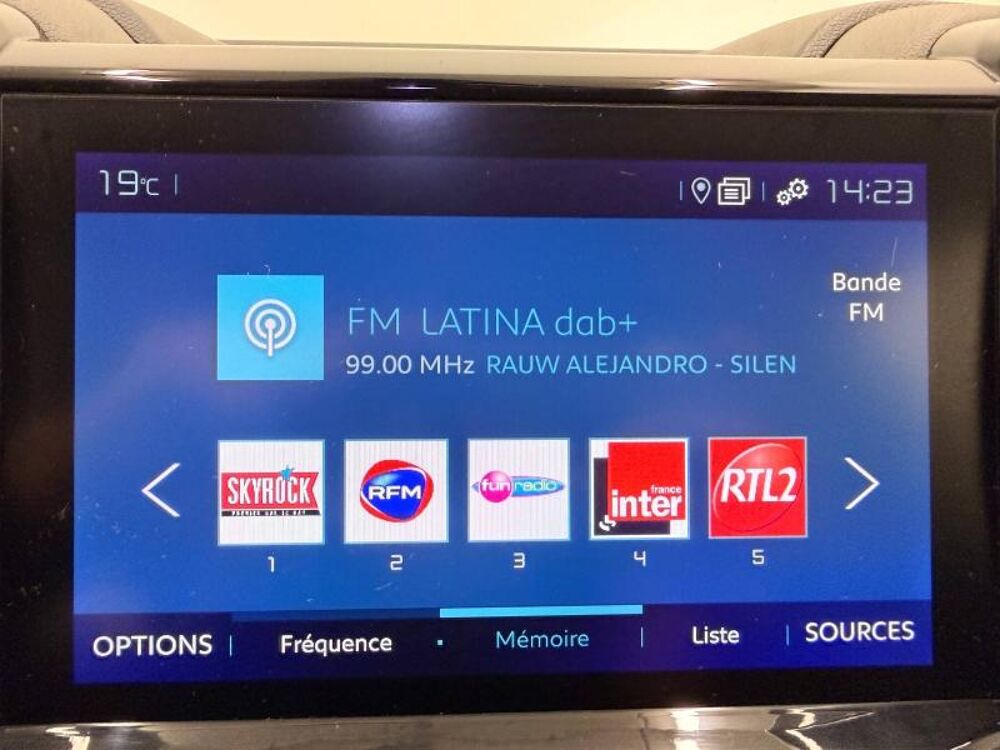 19°C
14:23
Bande
FM
FM LATINA dab+
99.00 MHz RAUW ALEJANDRO - SILEN
SKYROCK
RFM
fun radio
france
inter
RTL2
1
2
3
4
5
OPTIONS
Fréquence
Mémoire
Liste
SOURCES